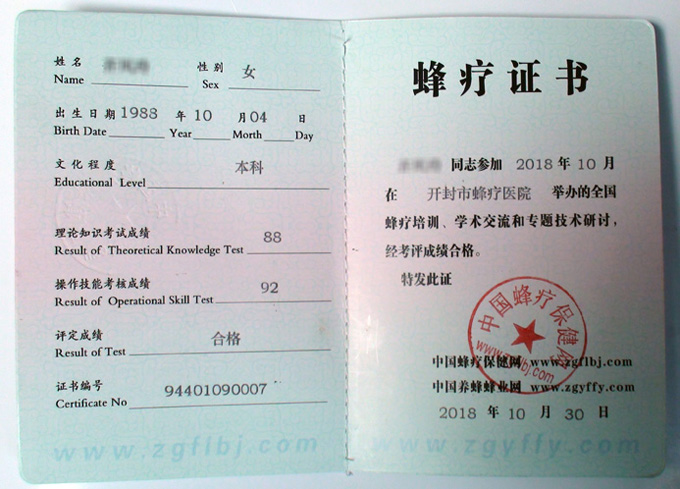 姓名 性别 女
Name Sex
出生日期 1988 年 10 月 04 日
Birth Date Year Month Day
文化程度 本科
Educational Level
理论知识考试成绩 88
Result of Theoretical Knowledge Test
操作技能考核成绩 92
Result of Operational Skill Test
评定成绩 合格
Result of Test
证书编号 94401090007
Certificate No
www.zgflbj.com
蜂疗证书
同志参加 2018 年 10 月
在 开封市蜂疗医院 举办的全国
蜂疗培训、学术交流和专题技术研讨,
经考评成绩合格。
特发此证
中国蜂疗保健网
www.zgflbj.com
中国蜂疗保健网 www.zgflbj.com
中国养蜂蜂业网 www.zgyffy.com
2018 年 10 月 30 日
www.zgyffy.com